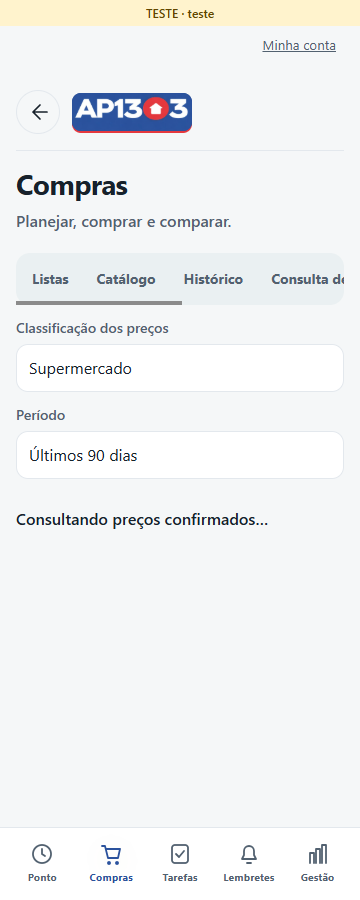 TESTE · teste
Minha conta
AP1303
Compras
Planejar, comprar e comparar.
Listas Catálogo Histórico Consulta de
Classificação dos preços
Supermercado
Período
Últimos 90 dias
Consultando preços confirmados...
Ponto Compras Tarefas Lembretes Gestão